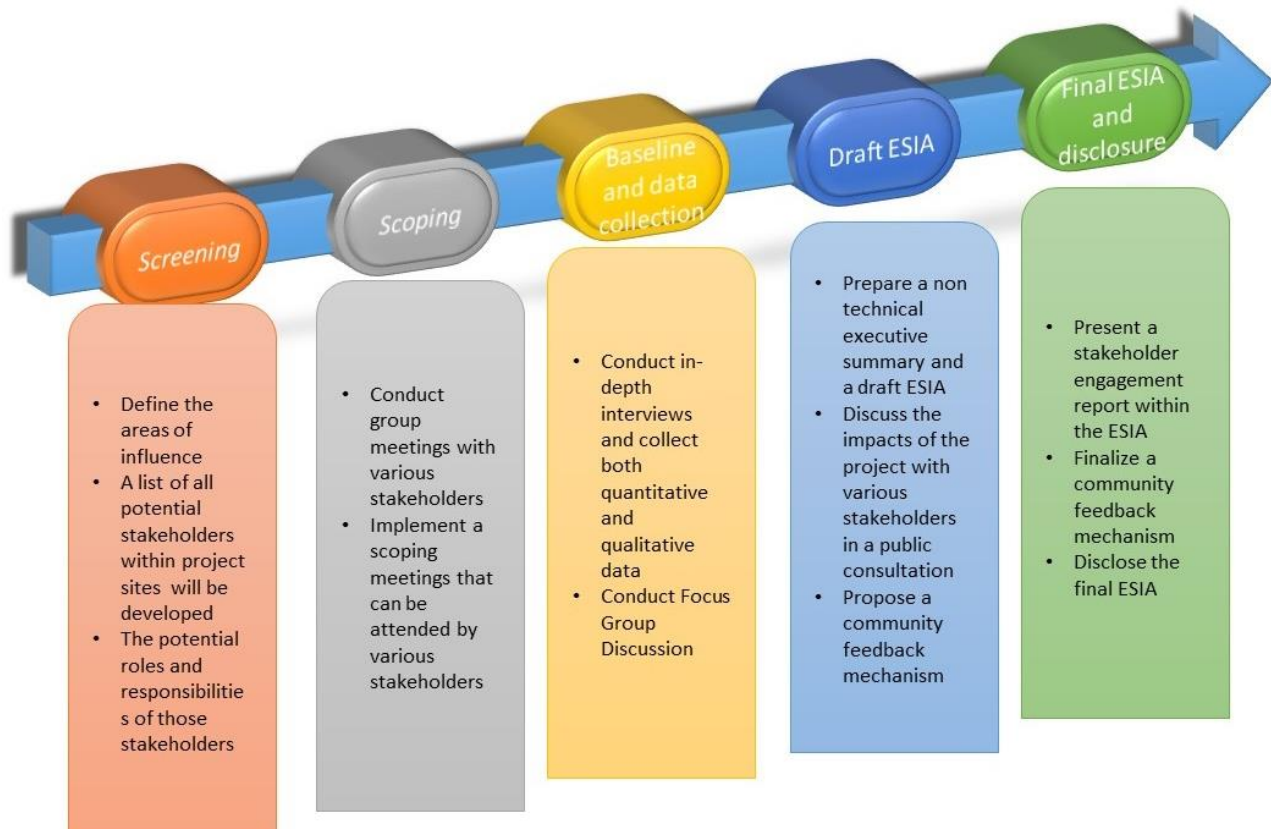 Screening
• Define the
areas of
influence
• A list of all
potential
stakeholders
within project
sites will be
developed
• The potential
roles and
responsibilitie
s of those
stakeholders
Scoping
• Conduct
group
meetings with
various
stakeholders
• Implement a
scoping
meetings that
can be
attended by
various
stakeholders
Baseline
and data
collection
• Conduct in-
depth
interviews
and collect
both
quantitative
and
qualitative
data
• Conduct Focus
Group
Discussion
Draft ESIA
• Prepare a non
technical
executive
summary and
a draft ESIA
• Discuss the
impacts of the
project with
various
stakeholders
in a public
consultation
• Propose a
community
feedback
mechanism
Final ESIA
and
disclosure
• Present a
stakeholder
engagement
report within
the ESIA
• Finalize a
community
feedback
mechanism
• Disclose the
final ESIA